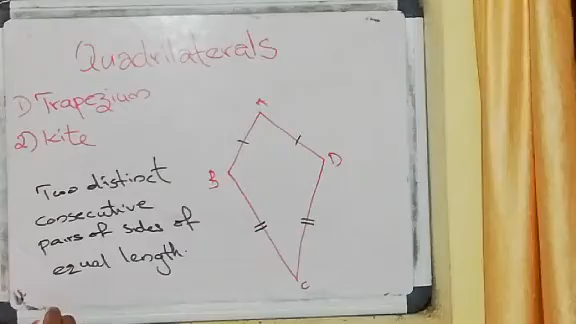 Quadrilaterals
1) Trapezium
2) Kite
Two distinct
consecutive
pairs of sides of
equal length.
A
B
D
C